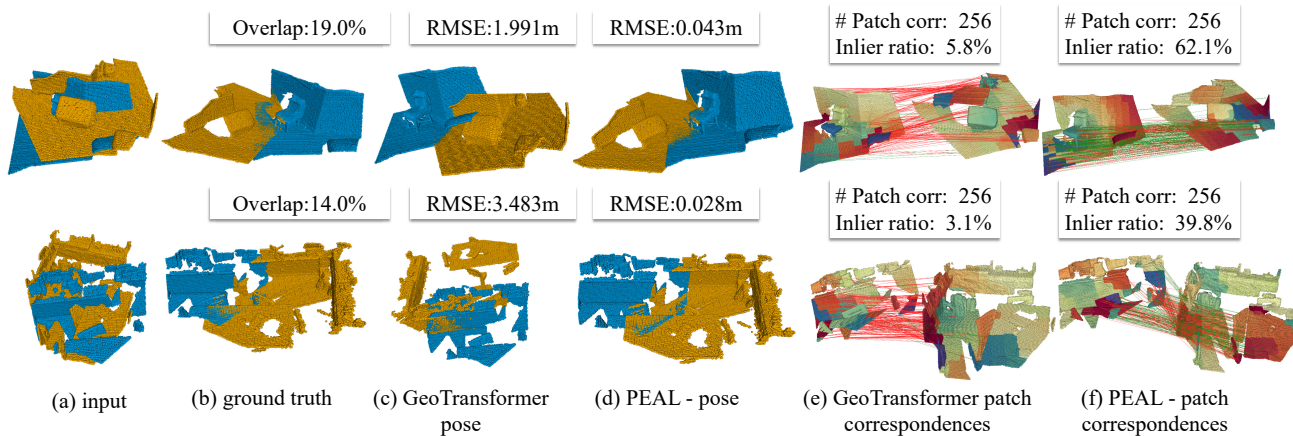 Overlap:19.0%
RMSE:1.991m
RMSE:0.043m
# Patch corr: 256
Inlier ratio: 5.8%
# Patch corr: 256
Inlier ratio: 62.1%
Overlap:14.0%
RMSE:3.483m
RMSE:0.028m
# Patch corr: 256
Inlier ratio: 3.1%
# Patch corr: 256
Inlier ratio: 39.8%
(a) input
(b) ground truth
(c) GeoTransformer
pose
(d) PEAL - pose
(e) GeoTransformer patch
correspondences
(f) PEAL - patch
correspondences